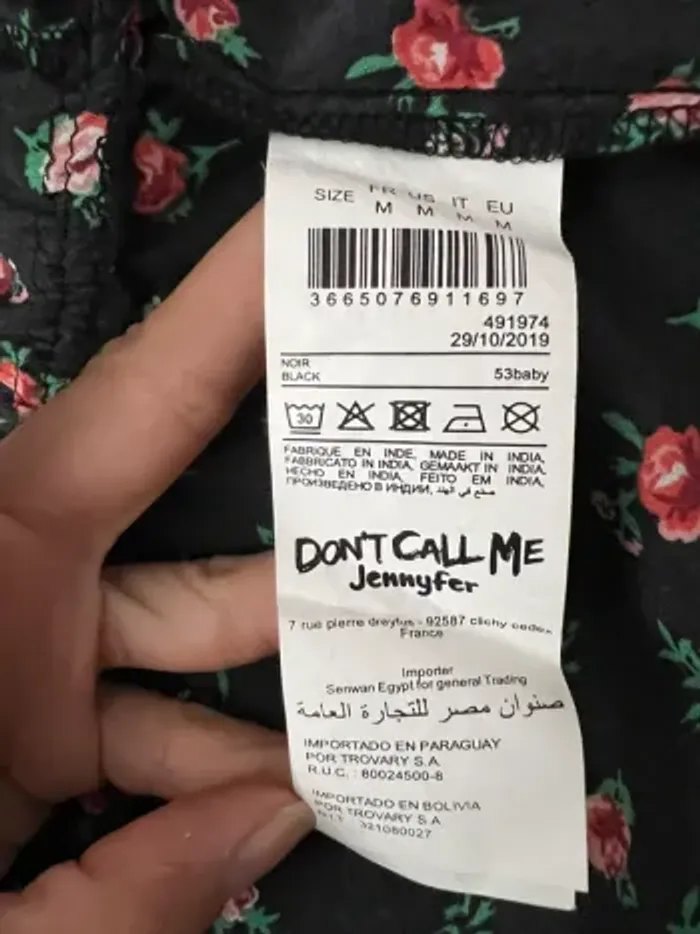 SIZE FR US IT EU
M M M M
3665076911697
491974
29/10/2019
NOIR
BLACK 53baby
30
FABRIQUE EN INDE, MADE IN INDIA,
FABBRICATO IN INDIA, GEMAAKT IN INDIA,
HECHO EN INDIA, FEITO EM INDIA,
ПРОИЗВЕДЕНО В ИНДИИ, صنع في الهند
DON'T CALL ME
Jennyfer
7 rue pierre dreyfus - 92587 clichy cedex
France
Importer
Senwan Egypt for general Trading
صنوان مصر للتجارة العامة
IMPORTADO EN PARAGUAY
POR TROVARY S.A.
R.U.C. : 80024500-8
IMPORTADO EN BOLIVIA
POR TROVARY S.A
N.I.T. 321080027